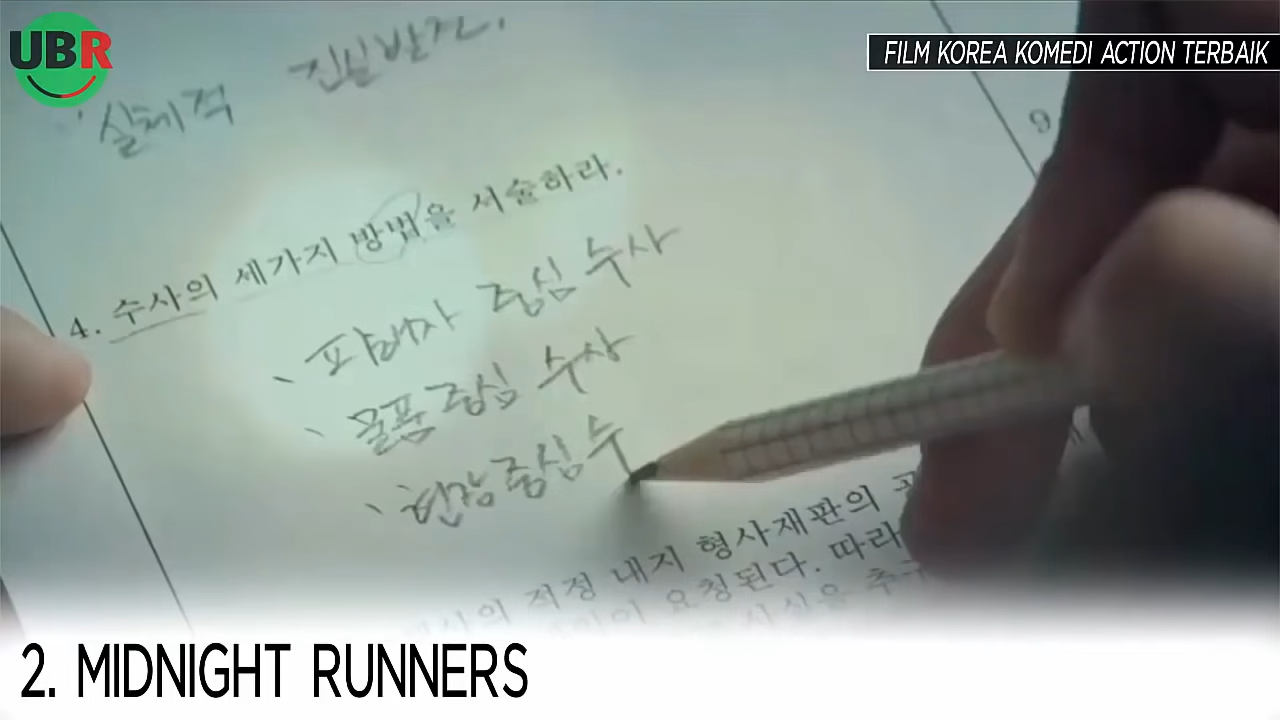 UBR
FILM KOREA KOMEDI ACTION TERBAIK
실체적 진실발견.
9
4. 수사의 세가지 방법을 서술하라.
피해자 중심 수사
물품 중심 수상
현장중심수
적정 내지 형사재판의
요청된다. 따라
2. MIDNIGHT RUNNERS